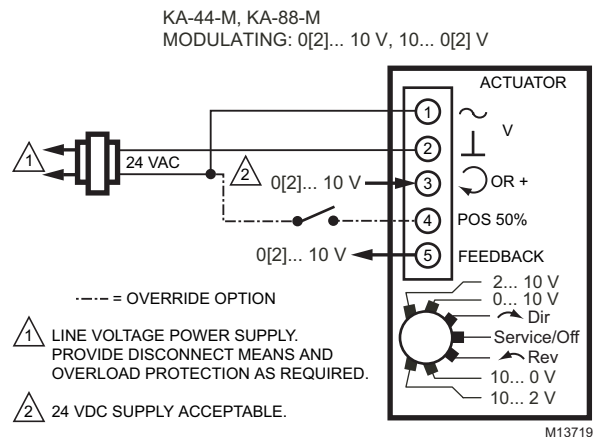 KA-44-M, KA-88-M
MODULATING: 0[2]... 10 V, 10... 0[2] V
ACTUATOR
1
V
2
1
24 VAC
2
0[2]... 10 V
3
OR +
4
POS 50%
0[2]... 10 V
5
FEEDBACK
2... 10 V
0... 10 V
Dir
Service/Off
Rev
10... 0 V
10... 2 V
= OVERRIDE OPTION
1 LINE VOLTAGE POWER SUPPLY.
PROVIDE DISCONNECT MEANS AND
OVERLOAD PROTECTION AS REQUIRED.
2 24 VDC SUPPLY ACCEPTABLE.
M13719